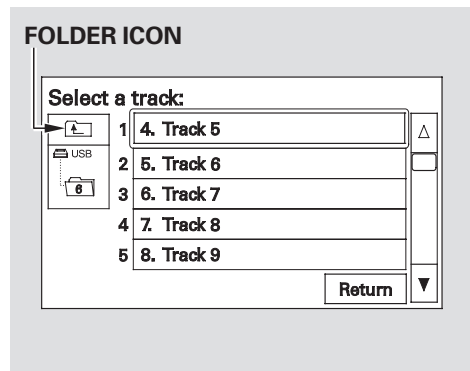 FOLDER ICON
Select a track:
1 4. Track 5
USB
2 5. Track 6
6
3 6. Track 7
4 7. Track 8
5 8. Track 9
Return